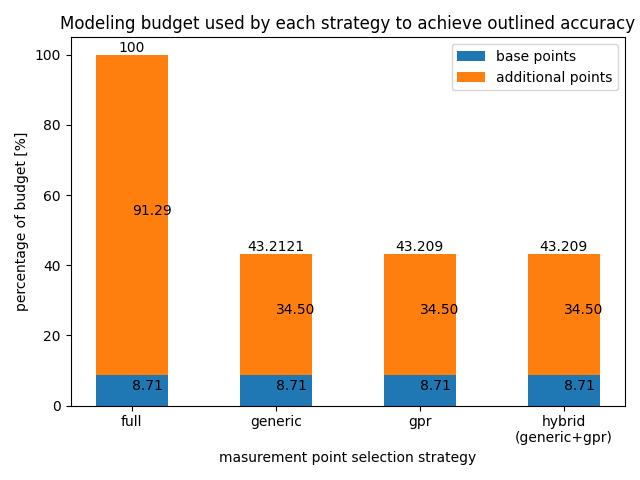 Modeling budget used by each strategy to achieve outlined accuracy
base points
additional points
percentage of budget [%]
100
80
60
40
20
0
100
91.29
8.71
43.2121
34.50
8.71
43.209
34.50
8.71
43.209
34.50
8.71
full
generic
gpr
hybrid
(generic+gpr)
masurement point selection strategy